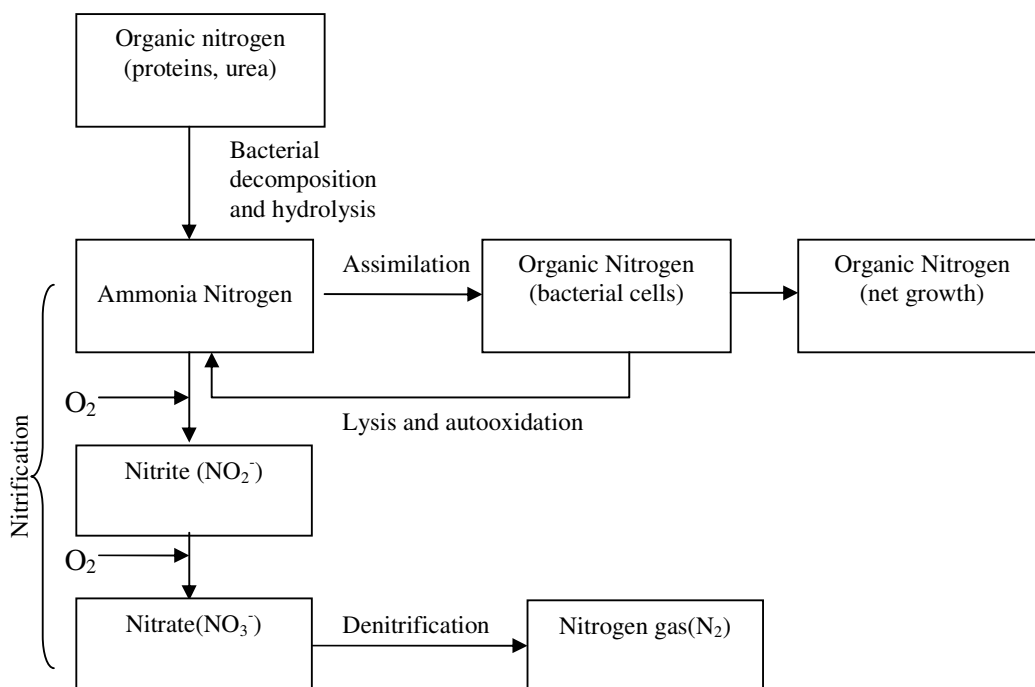 Organic nitrogen
(proteins, urea)
Bacterial
decomposition
and hydrolysis
Ammonia Nitrogen
Assimilation
Organic Nitrogen
(bacterial cells)
Organic Nitrogen
(net growth)
O₂
Lysis and autooxidation
Nitrification
Nitrite (NO₂⁻)
O₂
Nitrate(NO₃⁻)
Denitrification
Nitrogen gas(N₂)